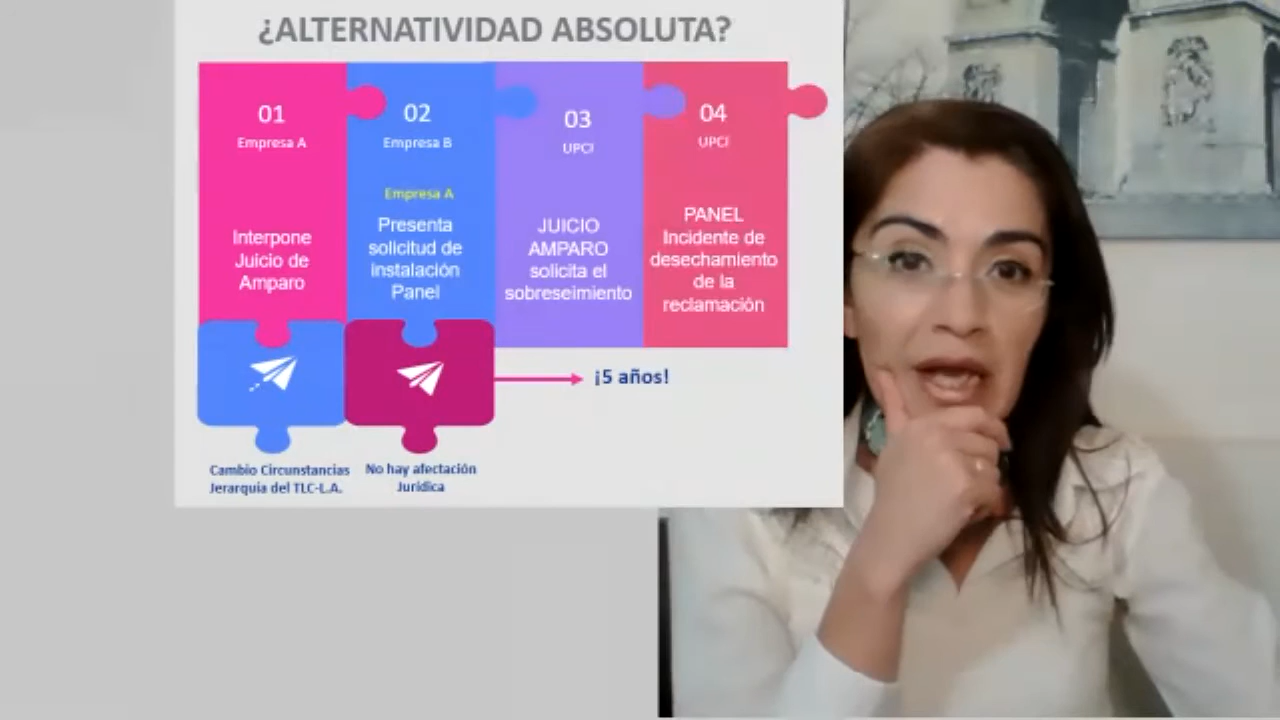 ¿ALTERNATIVIDAD ABSOLUTA?
01
Empresa A
Interpone
Juicio de
Amparo
02
Empresa B
Empresa A
Presenta
solicitud de
instalación
Panel
03
UPCI
JUICIO
AMPARO
solicita el
sobreseimiento
04
UPCI
PANEL
Incidente de
desechamiento
de la
reclamación
¡5 años!
Cambio Circunstancias
Jerarquía del TLC-L.A.
No hay afectación
Jurídica